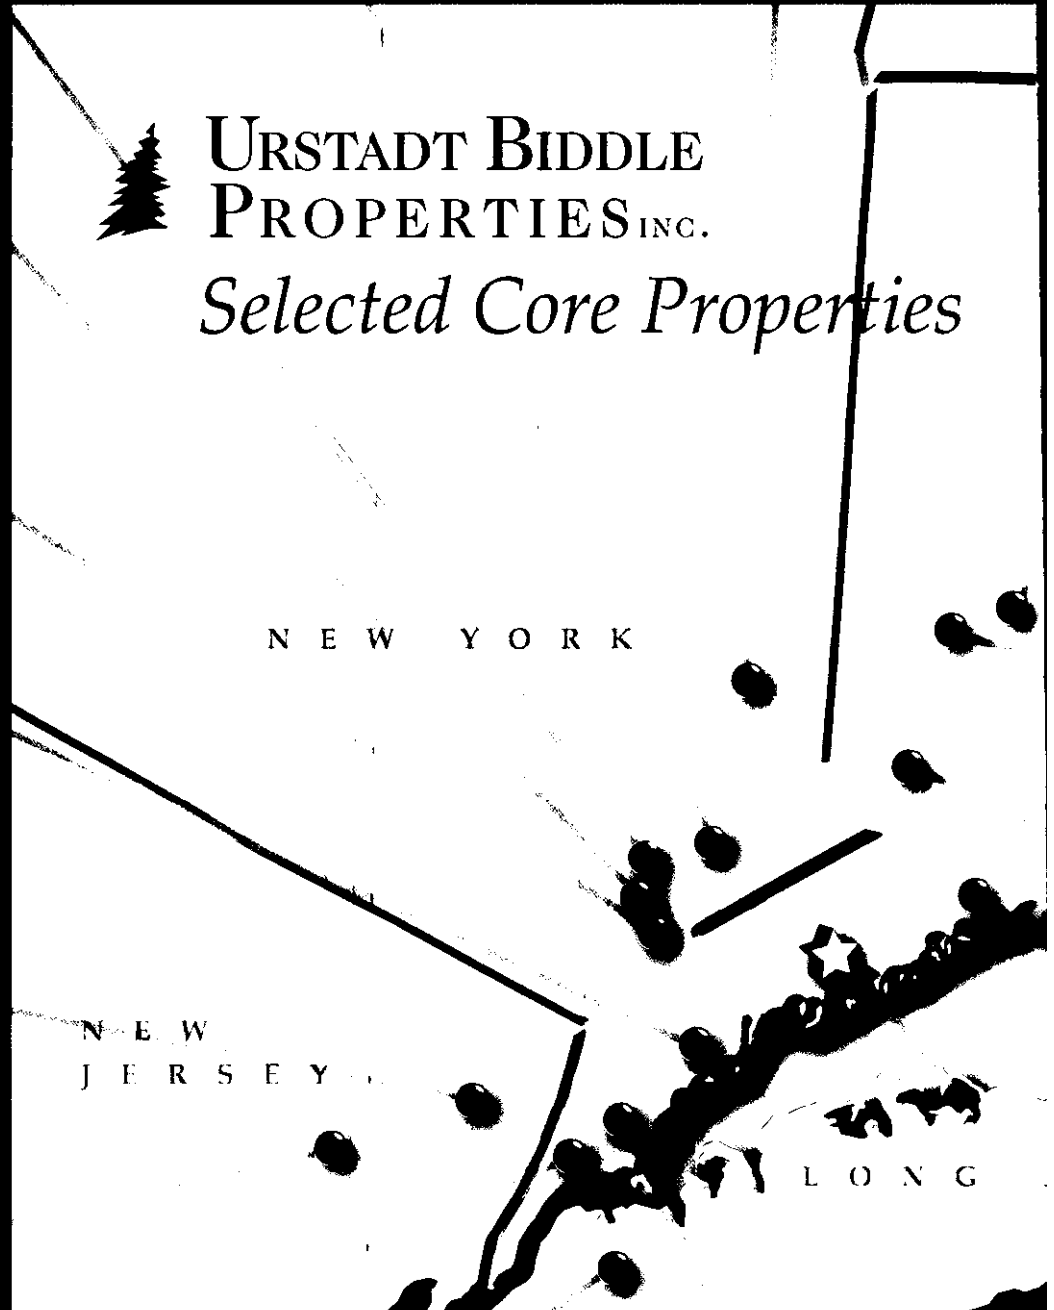 URSTADT BIDDLE
PROPERTIES INC.
Selected Core Properties
NEW YORK
NEW
JERSEY
LONG